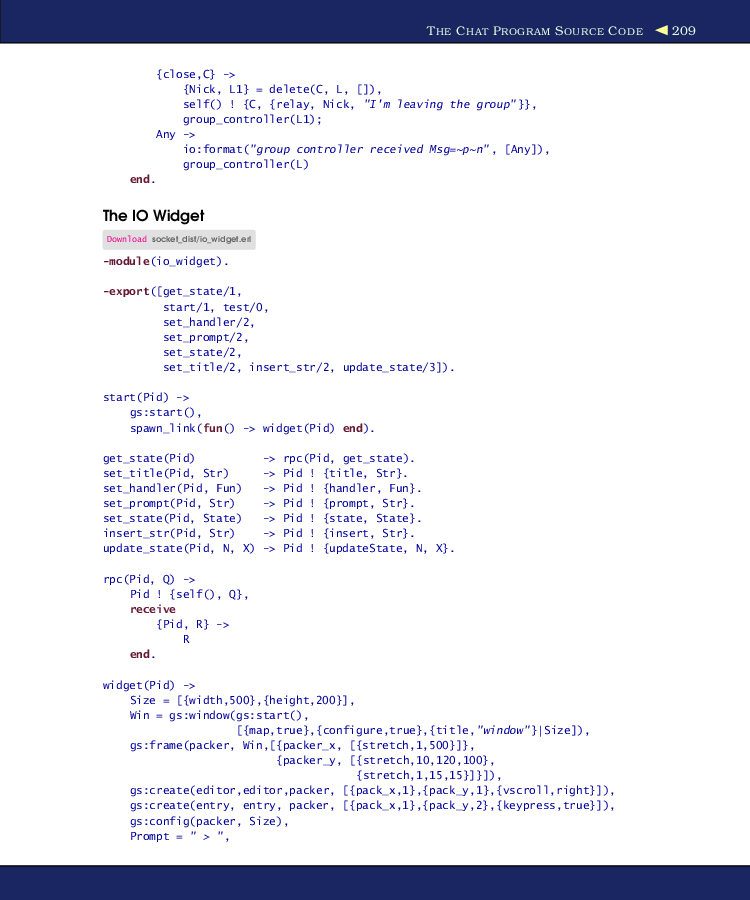 THE CHAT PROGRAM SOURCE CODE ◀ 209
        {close,C} ->
            {Nick, L1} = delete(C, L, []),
            self() ! {C, {relay, Nick, "I'm leaving the group"}},
            group_controller(L1);
        Any ->
            io:format("group controller received Msg=~p~n", [Any]),
            group_controller(L)
    end.
The IO Widget
Download socket_dist/io_widget.erl
-module(io_widget).
-export([get_state/1,
         start/1, test/0,
         set_handler/2,
         set_prompt/2,
         set_state/2,
         set_title/2, insert_str/2, update_state/3]).
start(Pid) ->
    gs:start(),
    spawn_link(fun() -> widget(Pid) end).
get_state(Pid)          -> rpc(Pid, get_state).
set_title(Pid, Str)     -> Pid ! {title, Str}.
set_handler(Pid, Fun)   -> Pid ! {handler, Fun}.
set_prompt(Pid, Str)    -> Pid ! {prompt, Str}.
set_state(Pid, State)   -> Pid ! {state, State}.
insert_str(Pid, Str)    -> Pid ! {insert, Str}.
update_state(Pid, N, X) -> Pid ! {updateState, N, X}.
rpc(Pid, Q) ->
    Pid ! {self(), Q},
    receive
        {Pid, R} ->
            R
    end.
widget(Pid) ->
    Size = [{width,500},{height,200}],
    Win = gs:window(gs:start(),
                    [{map,true},{configure,true},{title,"window"}|Size]),
    gs:frame(packer, Win,[{packer_x, [{stretch,1,500}]},
                          {packer_y, [{stretch,10,120,100},
                                      {stretch,1,15,15}]}]),
    gs:create(editor,editor,packer, [{pack_x,1},{pack_y,1},{vscroll,right}]),
    gs:create(entry, entry, packer, [{pack_x,1},{pack_y,2},{keypress,true}]),
    gs:config(packer, Size),
    Prompt = " > ",